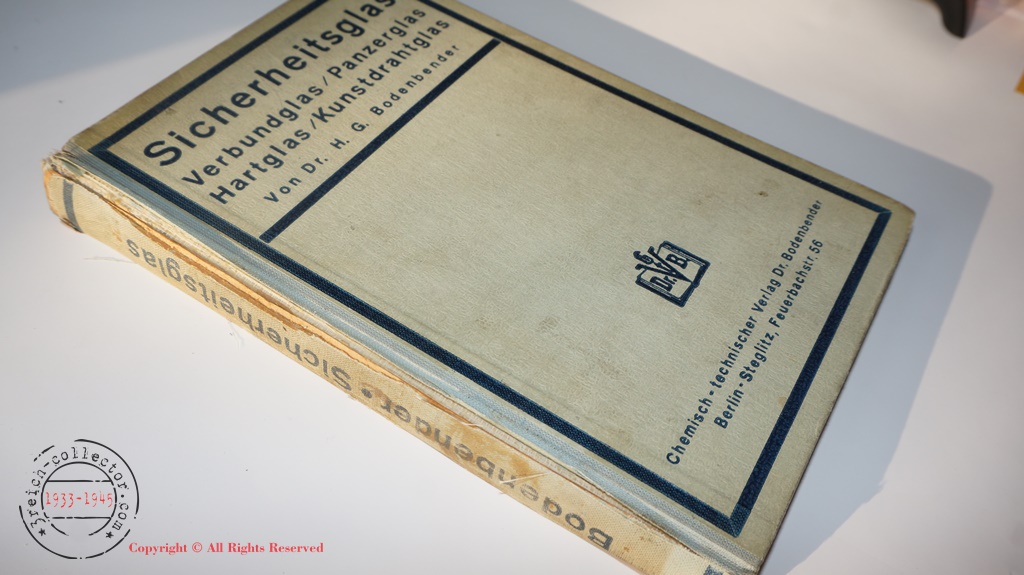 Sicherheitsglas
Verbundglas/Panzerglas
Hartglas/Kunstdrahtglas
Von Dr. H. G. Bodenbender
Dr. V B
Chemisch-technischer Verlag Dr. Bodenbender
Berlin-Steglitz, Feuerbachstr. 56
Bodenbender • Sicherheitsglas
3reich-collector.com
1933-1945
Copyright © All Rights Reserved